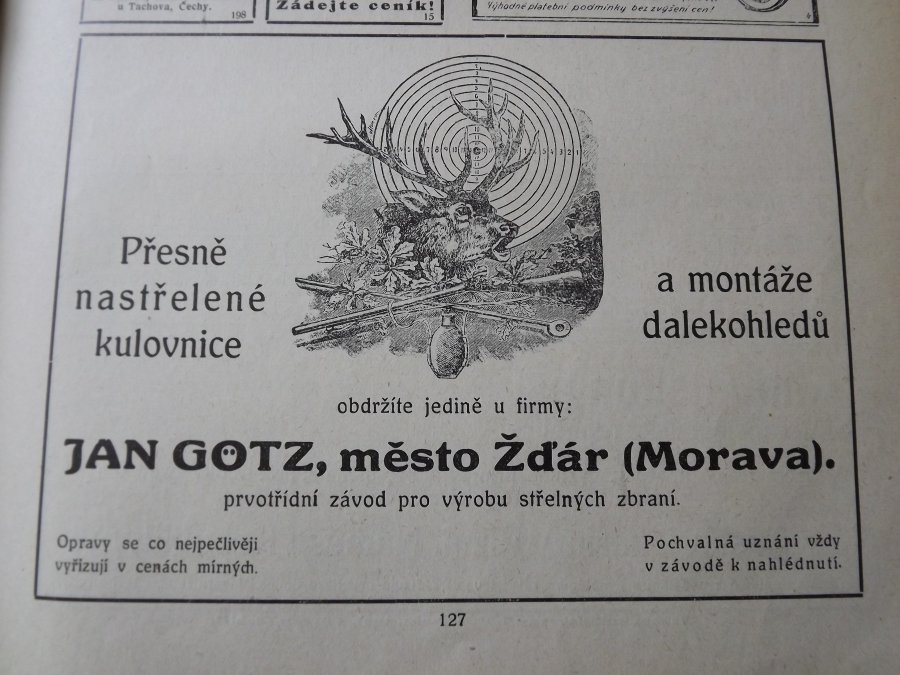 u Tachova, Čechy.
198
Žádejte ceník!
15
Výhodné platební podmínky bez zvýšení cen!
Přesně
nastřelené
kulovnice
a montáže
dalekohledů
obdržíte jedině u firmy:
JAN GÖTZ, město Žďár (Morava).
prvotřídní závod pro výrobu střelných zbraní.
Opravy se co nejpečlivěji
vyřizují v cenách mírných.
Pochvalná uznání vždy
v závodě k nahlédnutí.
127